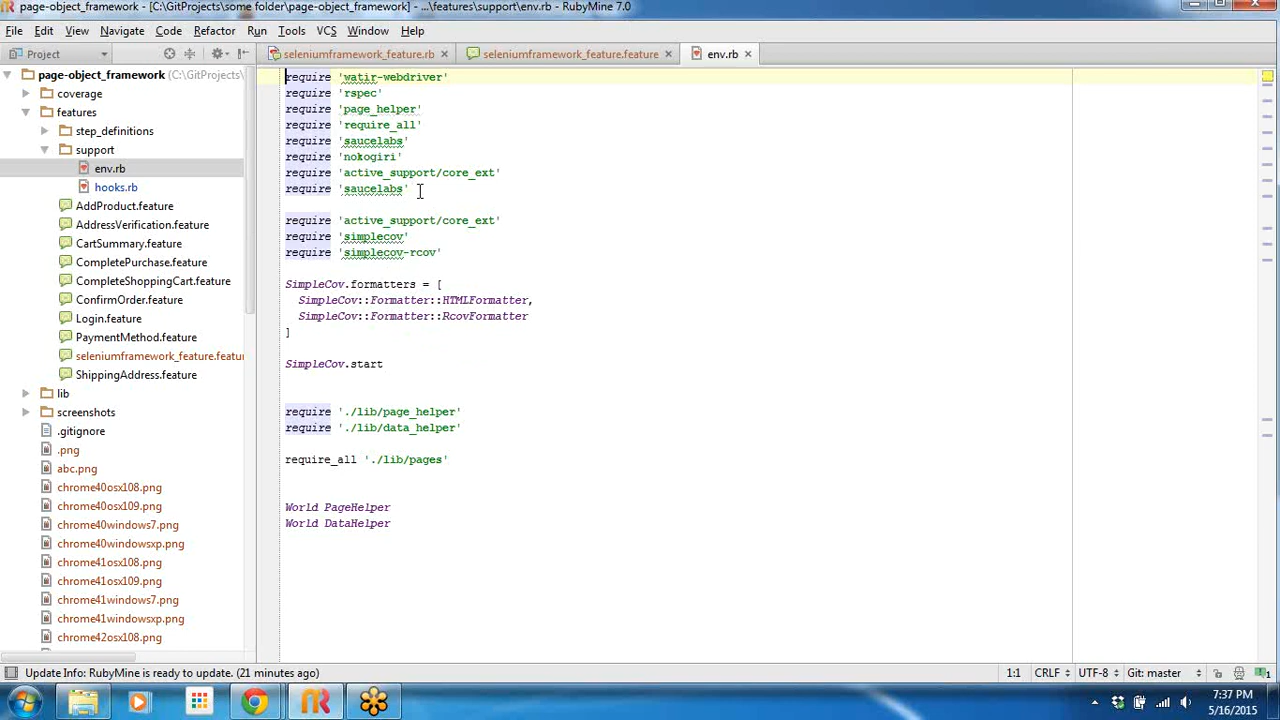 page-object_framework - [C:\GitProjects\some folder\page-object_framework] - ...\features\support\env.rb - RubyMine 7.0
File Edit View Navigate Code Refactor Run Tools VCS Window Help
Project
seleniumframework_feature.rb
seleniumframework_feature.feature
env.rb
page-object_framework (C:\GitProjects\
coverage
features
step_definitions
support
env.rb
hooks.rb
AddProduct.feature
AddressVerification.feature
CartSummary.feature
CompletePurchase.feature
CompleteShoppingCart.feature
ConfirmOrder.feature
Login.feature
PaymentMethod.feature
seleniumframework_feature.featur
ShippingAddress.feature
lib
screenshots
.gitignore
.png
abc.png
chrome40osx108.png
chrome40osx109.png
chrome40windows7.png
chrome40windowsxp.png
chrome41osx108.png
chrome41osx109.png
chrome41windows7.png
chrome41windowsxp.png
chrome42osx108.png
require 'watir-webdriver'
require 'rspec'
require 'page_helper'
require 'require_all'
require 'saucelabs'
require 'nokogiri'
require 'active_support/core_ext'
require 'saucelabs'
require 'active_support/core_ext'
require 'simplecov'
require 'simplecov-rcov'
SimpleCov.formatters = [
SimpleCov::Formatter::HTMLFormatter,
SimpleCov::Formatter::RcovFormatter
]
SimpleCov.start
require './lib/page_helper'
require './lib/data_helper'
require_all './lib/pages'
World PageHelper
World DataHelper
Update Info: RubyMine is ready to update. (21 minutes ago)
1:1 CRLF UTF-8 Git: master
7:37 PM
5/16/2015